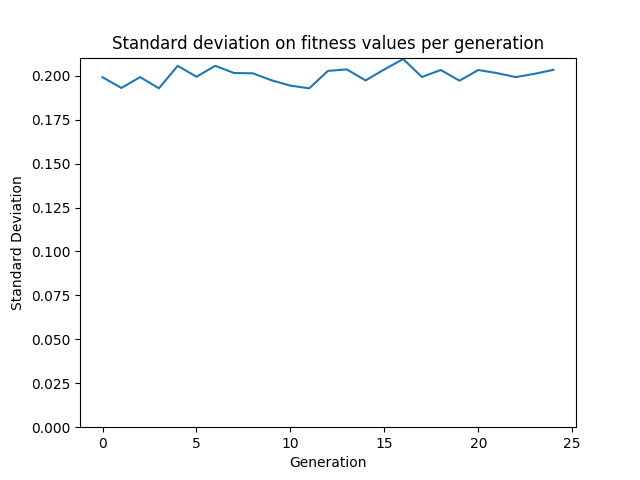 Standard deviation on fitness values per generation
0.200
0.175
0.150
0.125
0.100
0.075
0.050
0.025
0.000
Standard Deviation
0 5 10 15 20 25
Generation